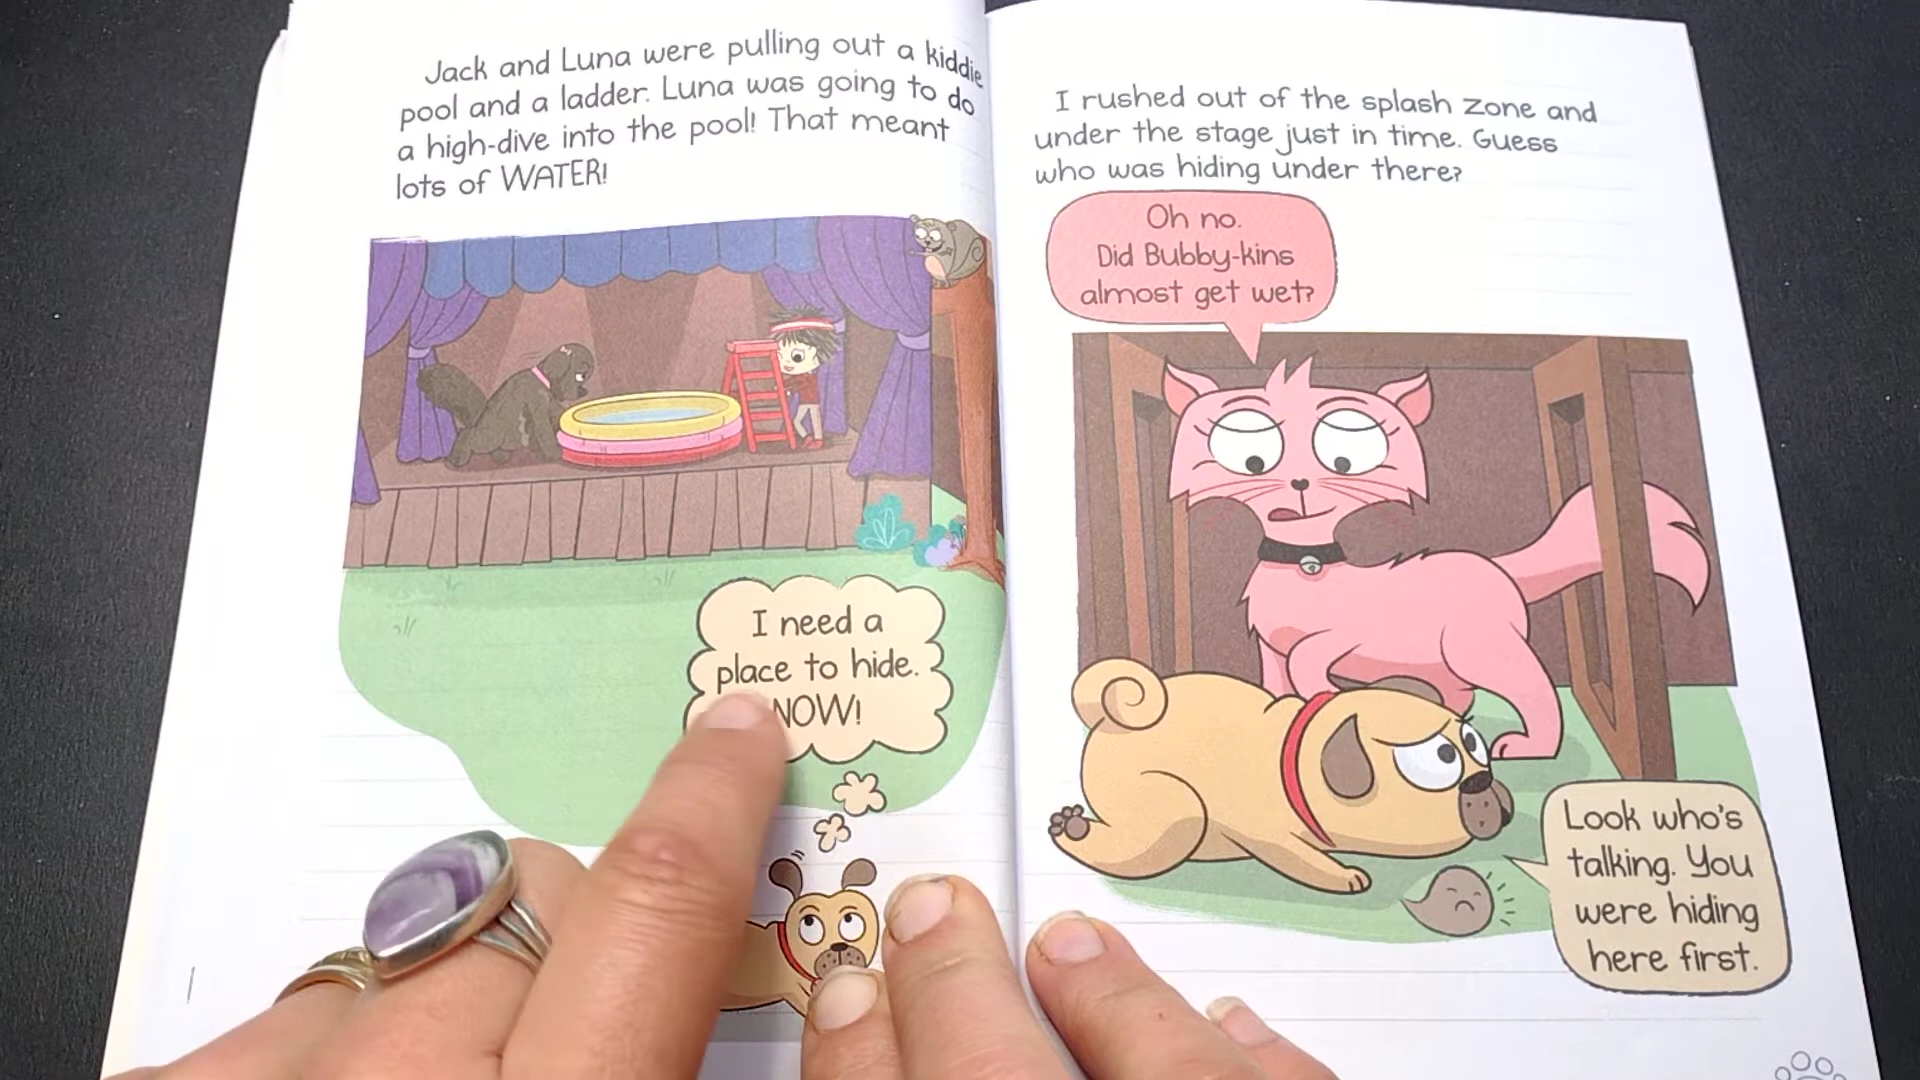 Jack and Luna were pulling out a kiddie
pool and a ladder. Luna was going to do
a high-dive into the pool! That meant
lots of WATER!
I need a
place to hide.
NOW!
I rushed out of the splash zone and
under the stage just in time. Guess
who was hiding under there?
Oh no.
Did Bubby-kins
almost get wet?
Look who's
talking. You
were hiding
here first.